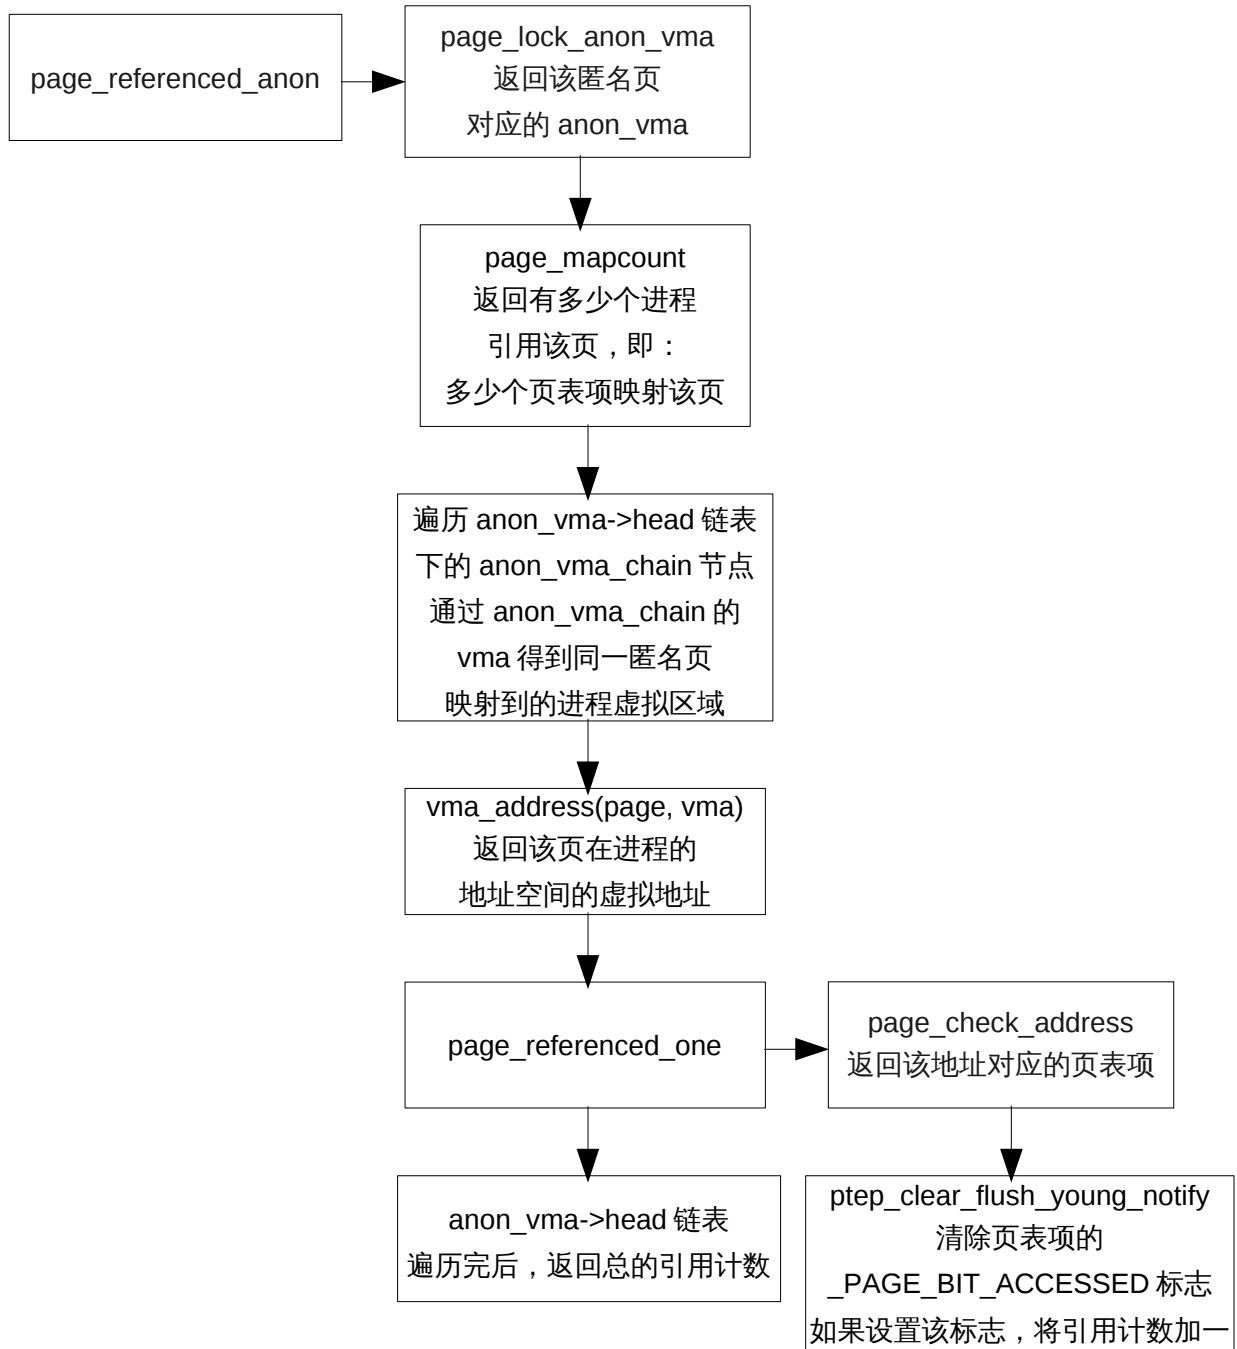 page_referenced_anon
page_lock_anon_vma
返回该匿名页
对应的 anon_vma
page_mapcount
返回有多少个进程
引用该页，即：
多少个页表项映射该页
遍历 anon_vma->head 链表
下的 anon_vma_chain 节点
通过 anon_vma_chain 的
vma 得到同一匿名页
映射到的进程虚拟区域
vma_address(page, vma)
返回该页在进程的
地址空间的虚拟地址
page_referenced_one
page_check_address
返回该地址对应的页表项
anon_vma->head 链表
遍历完后，返回总的引用计数
ptep_clear_flush_young_notify
清除页表项的
_PAGE_BIT_ACCESSED 标志
如果设置该标志，将引用计数加一